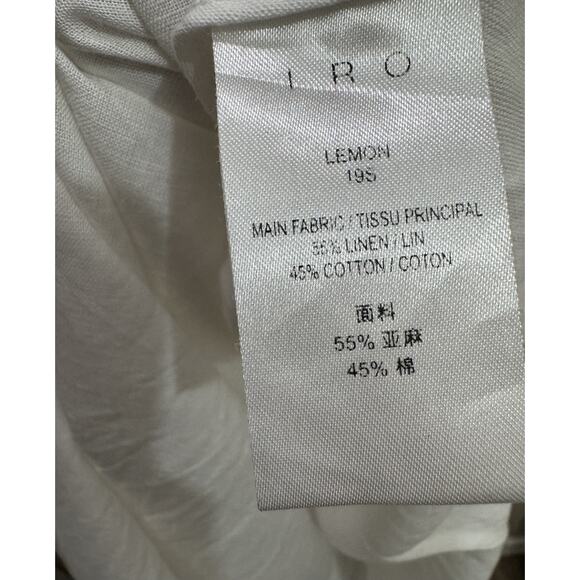 IRO
LEMON
19S
MAIN FABRIC / TISSU PRINCIPAL
55% LINEN / LIN
45% COTTON / COTON
面料
55% 亚麻
45% 棉